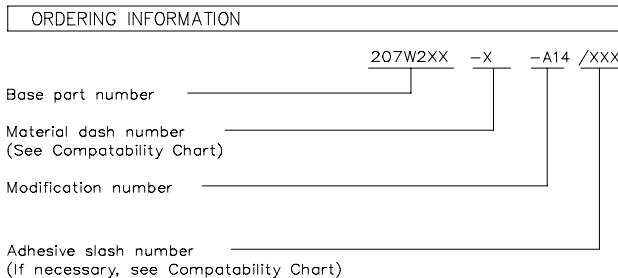 ORDERING INFORMATION
207W2XX -X -A14 /XXX
Base part number
Material dash number
(See Compatability Chart)
Modification number
Adhesive slash number
(If necessary, see Compatability Chart)